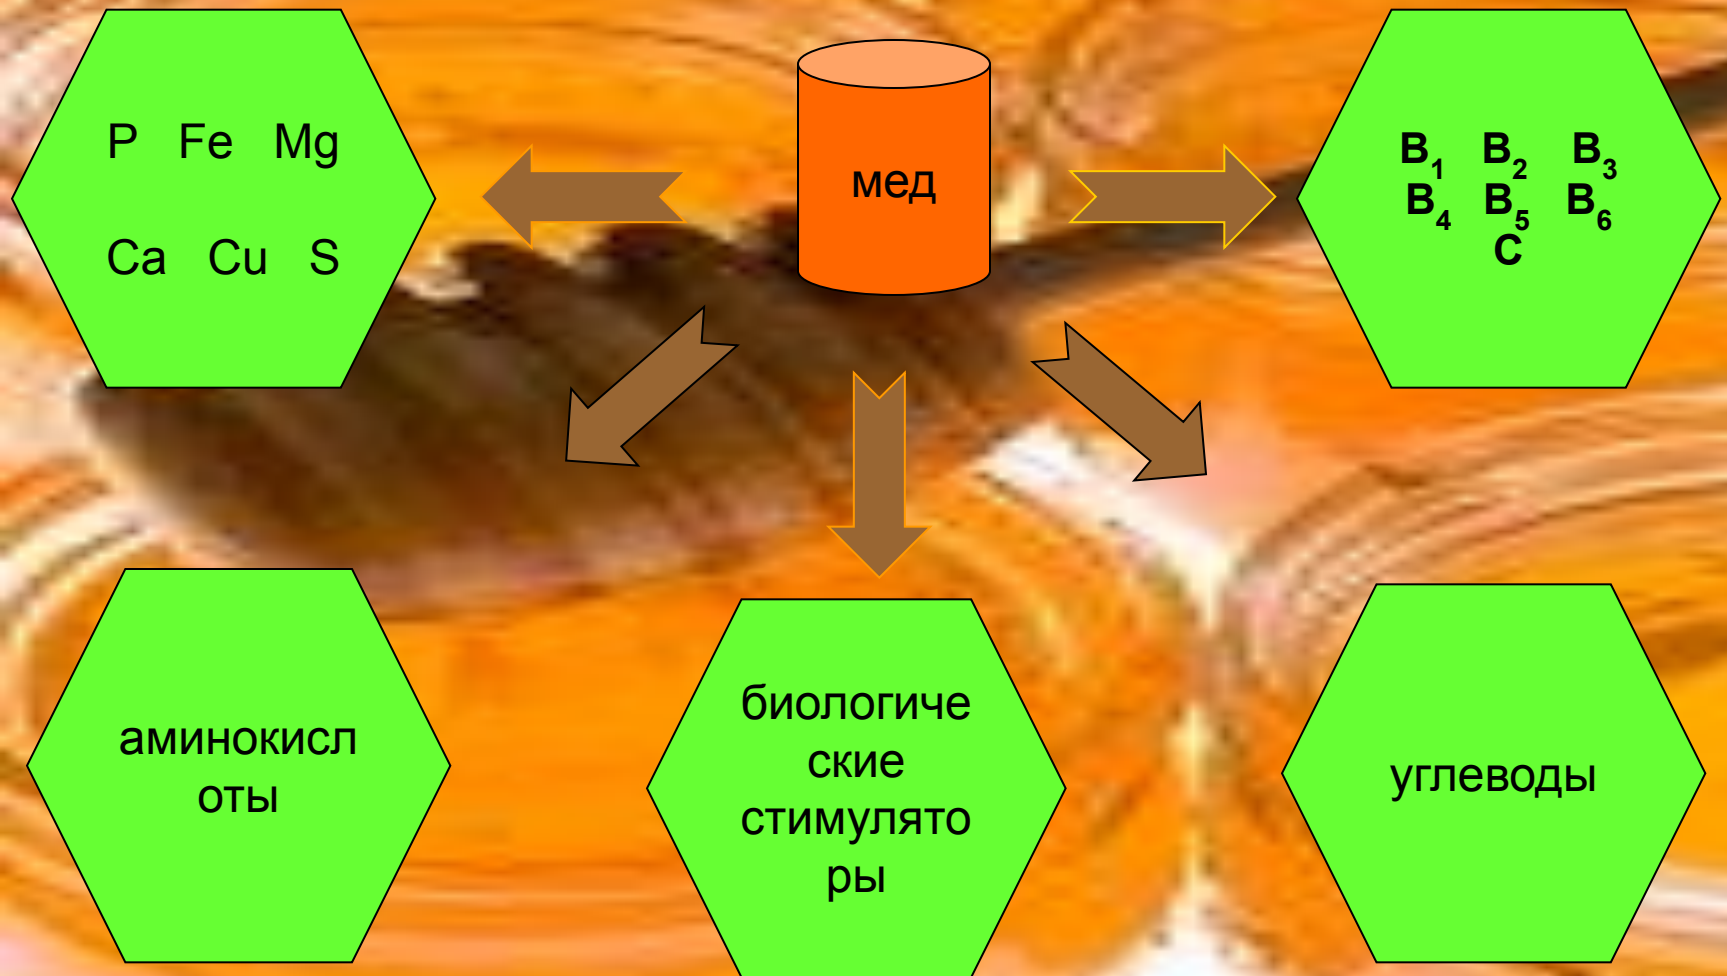 P Fe Mg
Ca Cu S
мед
B₁ B₂ B₃
B₄ B₅ B₆
C
аминокисл
оты
биологиче
ские
стимулято
ры
углеводы